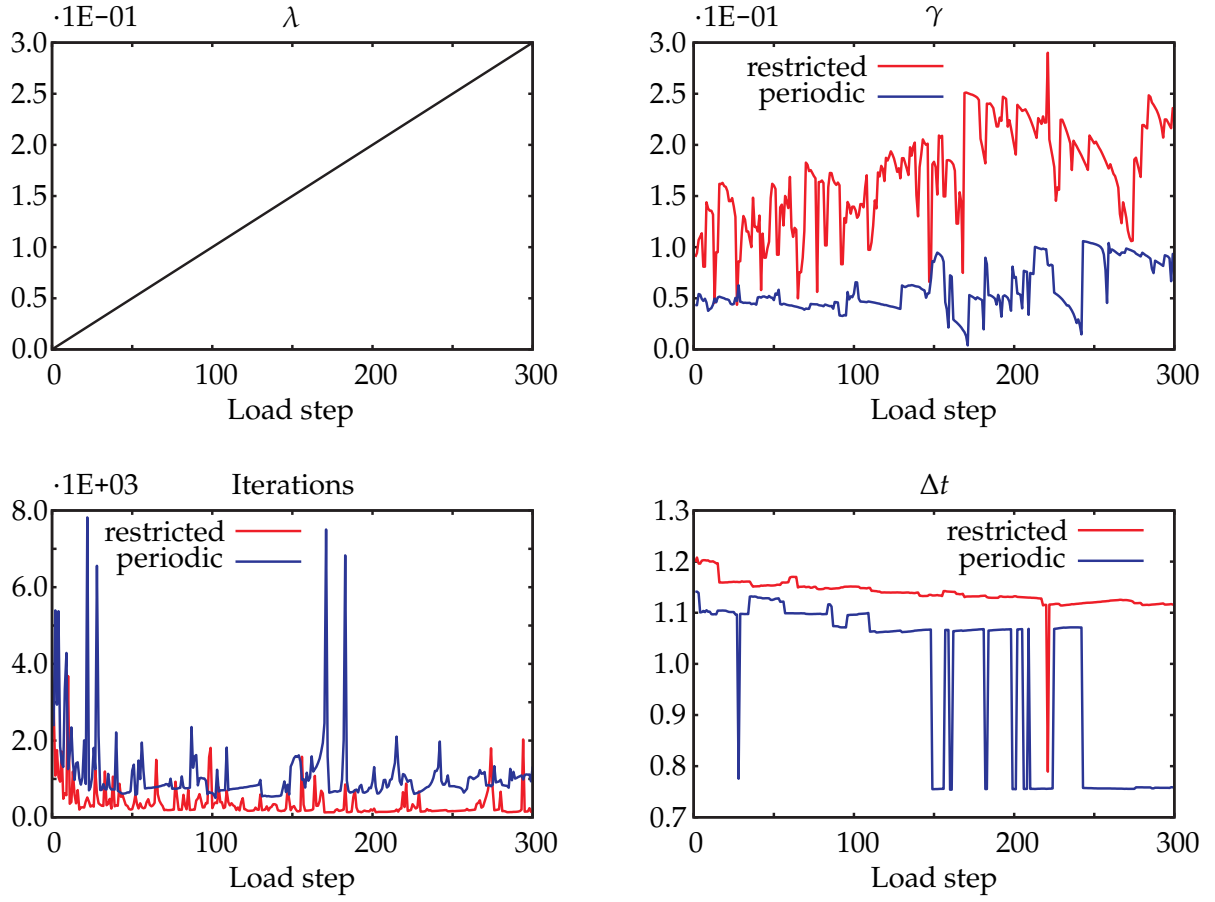 ·1E−01 λ
3.0
2.5
2.0
1.5
1.0
0.5
0.0
0 100 200 300
Load step
·1E−01 γ
restricted
periodic
3.0
2.5
2.0
1.5
1.0
0.5
0.0
0 100 200 300
Load step
·1E+03 Iterations
restricted
periodic
8.0
6.0
4.0
2.0
0.0
0 100 200 300
Load step
Δt
restricted
periodic
1.3
1.2
1.1
1.0
0.9
0.8
0.7
0 100 200 300
Load step